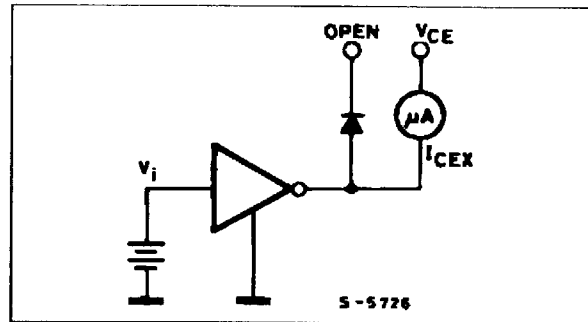 OPEN
VCE
μA
ICEX
Vi
S-5726